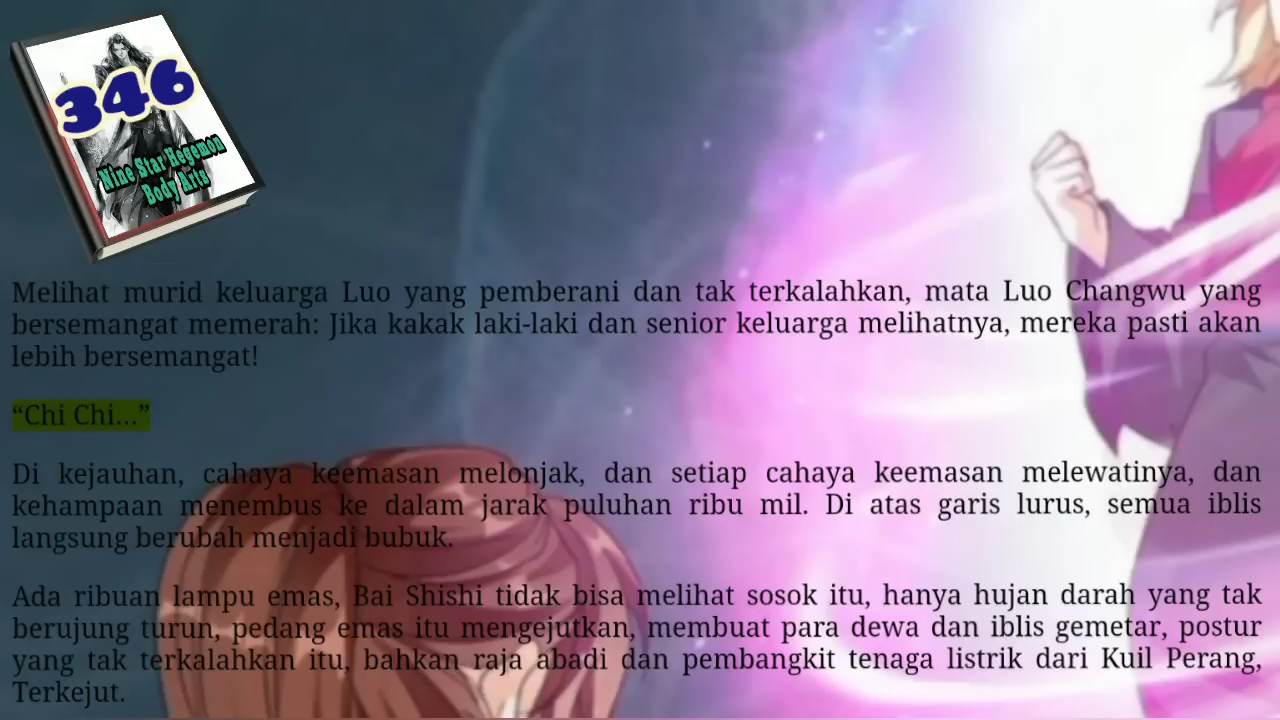 346
Nine Star Hegemon
Body Arts
Melihat murid keluarga Luo yang pemberani dan tak terkalahkan, mata Luo Changwu yang
bersemangat memerah: Jika kakak laki-laki dan senior keluarga melihatnya, mereka pasti akan
lebih bersemangat!
“Chi Chi...”
Di kejauhan, cahaya keemasan melonjak, dan setiap cahaya keemasan melewatinya, dan
kehampaan menembus ke dalam jarak puluhan ribu mil. Di atas garis lurus, semua iblis
langsung berubah menjadi bubuk.
Ada ribuan lampu emas, Bai Shishi tidak bisa melihat sosok itu, hanya hujan darah yang tak
berujung turun, pedang emas itu mengejutkan, membuat para dewa dan iblis gemetar, postur
yang tak terkalahkan itu, bahkan raja abadi dan pembangkit tenaga listrik dari Kuil Perang,
Terkejut.